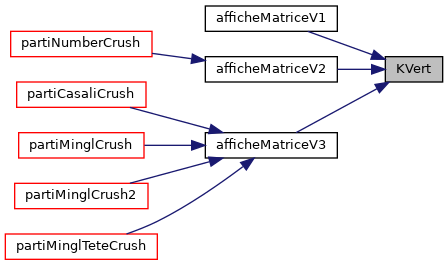 afficheMatriceV1
partiNumberCrush
afficheMatriceV2
KVert
partiCasaliCrush
partiMinglCrush
afficheMatriceV3
partiMinglCrush2
partiMinglTeteCrush